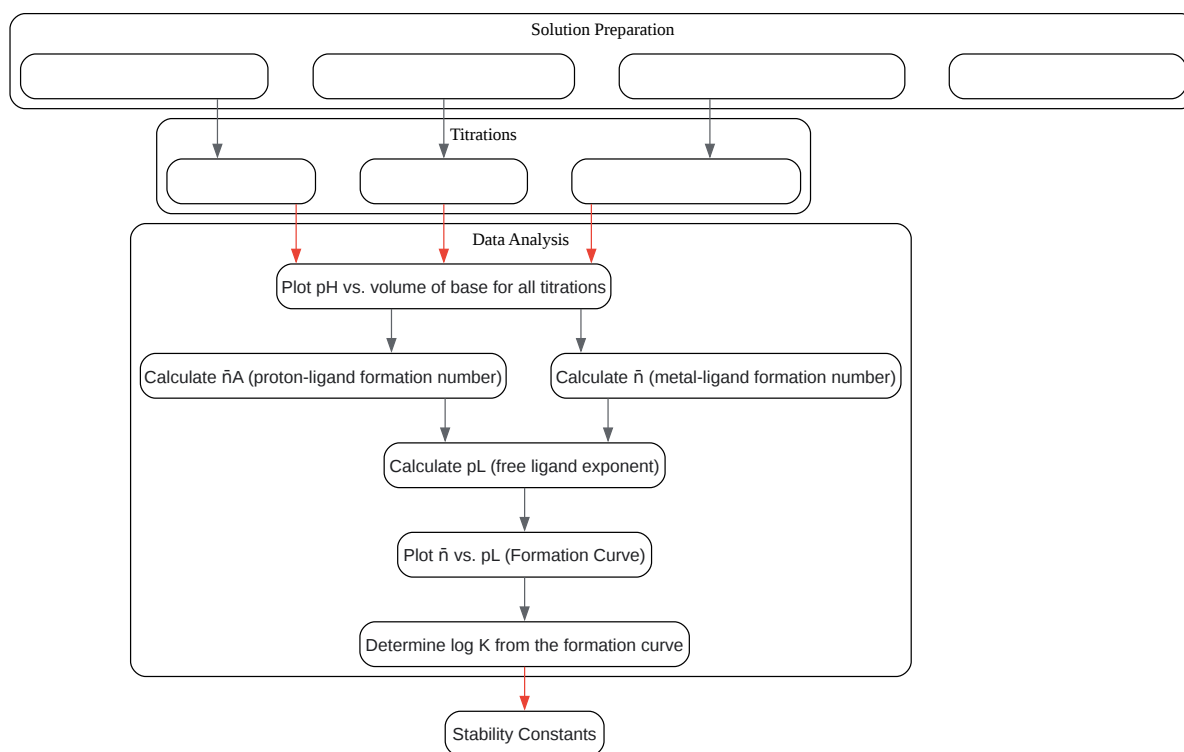 Solution Preparation
Titrations
Data Analysis
Plot pH vs. volume of base for all titrations
Calculate n̄A (proton-ligand formation number)
Calculate n̄ (metal-ligand formation number)
Calculate pL (free ligand exponent)
Plot n̄ vs. pL (Formation Curve)
Determine log K from the formation curve
Stability Constants